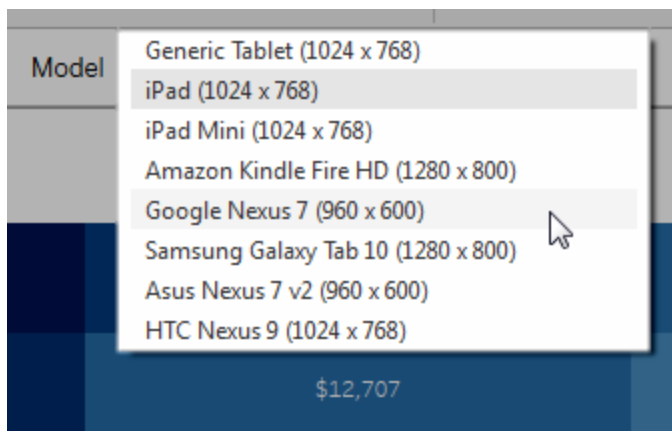 Model
Generic Tablet (1024 x 768)
iPad (1024 x 768)
iPad Mini (1024 x 768)
Amazon Kindle Fire HD (1280 x 800)
Google Nexus 7 (960 x 600)
Samsung Galaxy Tab 10 (1280 x 800)
Asus Nexus 7 v2 (960 x 600)
HTC Nexus 9 (1024 x 768)
$12,707